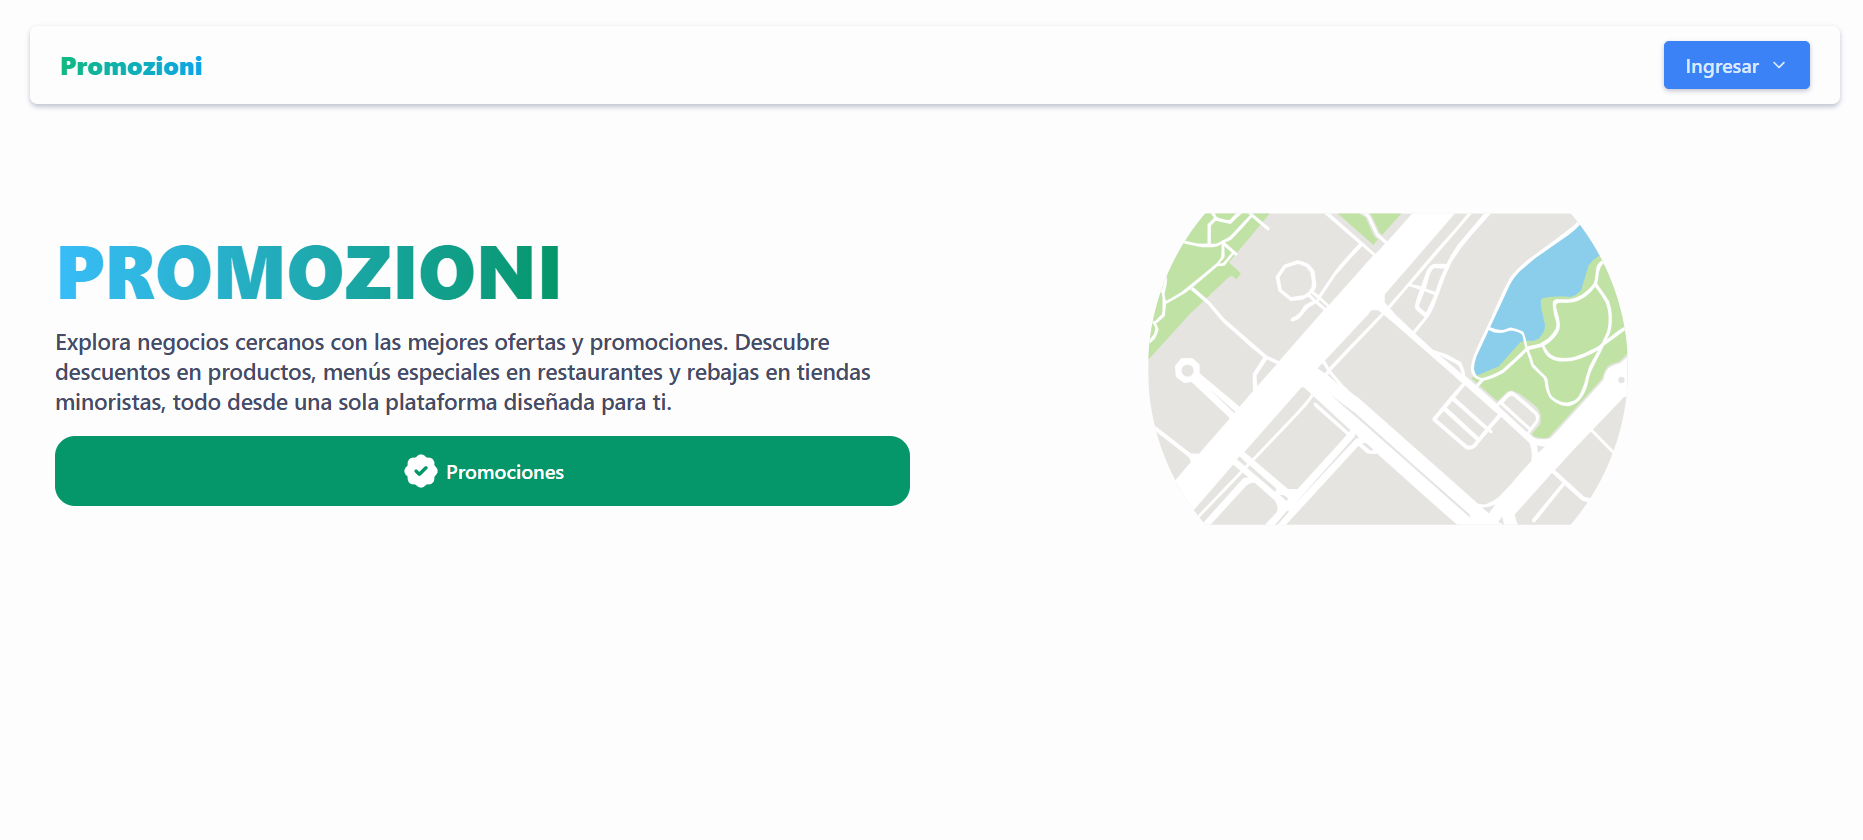 Promozioni
Ingresar
PROMOZIONI
Explora negocios cercanos con las mejores ofertas y promociones. Descubre
descuentos en productos, menús especiales en restaurantes y rebajas en tiendas
minoristas, todo desde una sola plataforma diseñada para ti.
Promociones